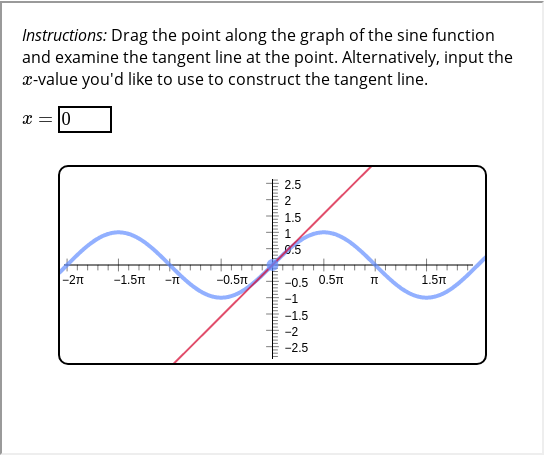 Instructions: Drag the point along the graph of the sine function
and examine the tangent line at the point. Alternatively, input the
x-value you'd like to use to construct the tangent line.
x = 0
2.5
2
1.5
1
0.5
−2π −1.5π −π −0.5π 0.5π π 1.5π
−0.5
−1
−1.5
−2
−2.5